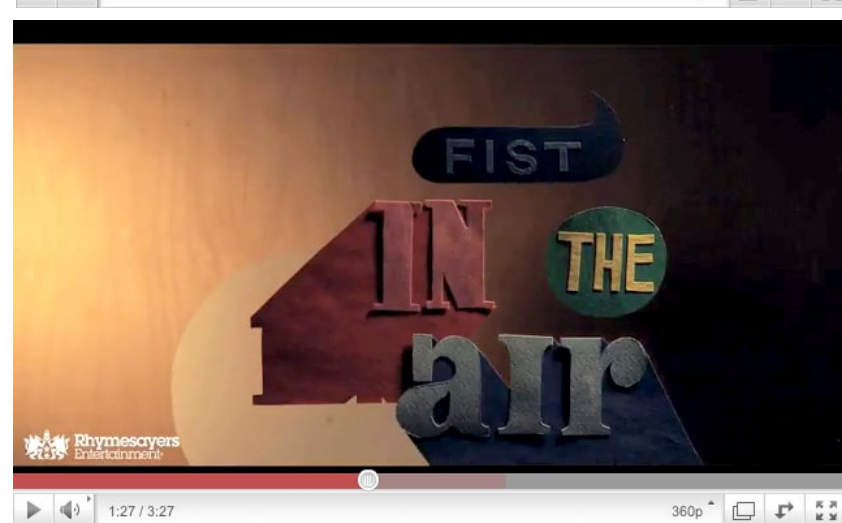 FIST
IN THE
aIr
Rhymesayers
Entertainment
1:27 / 3:27
360p